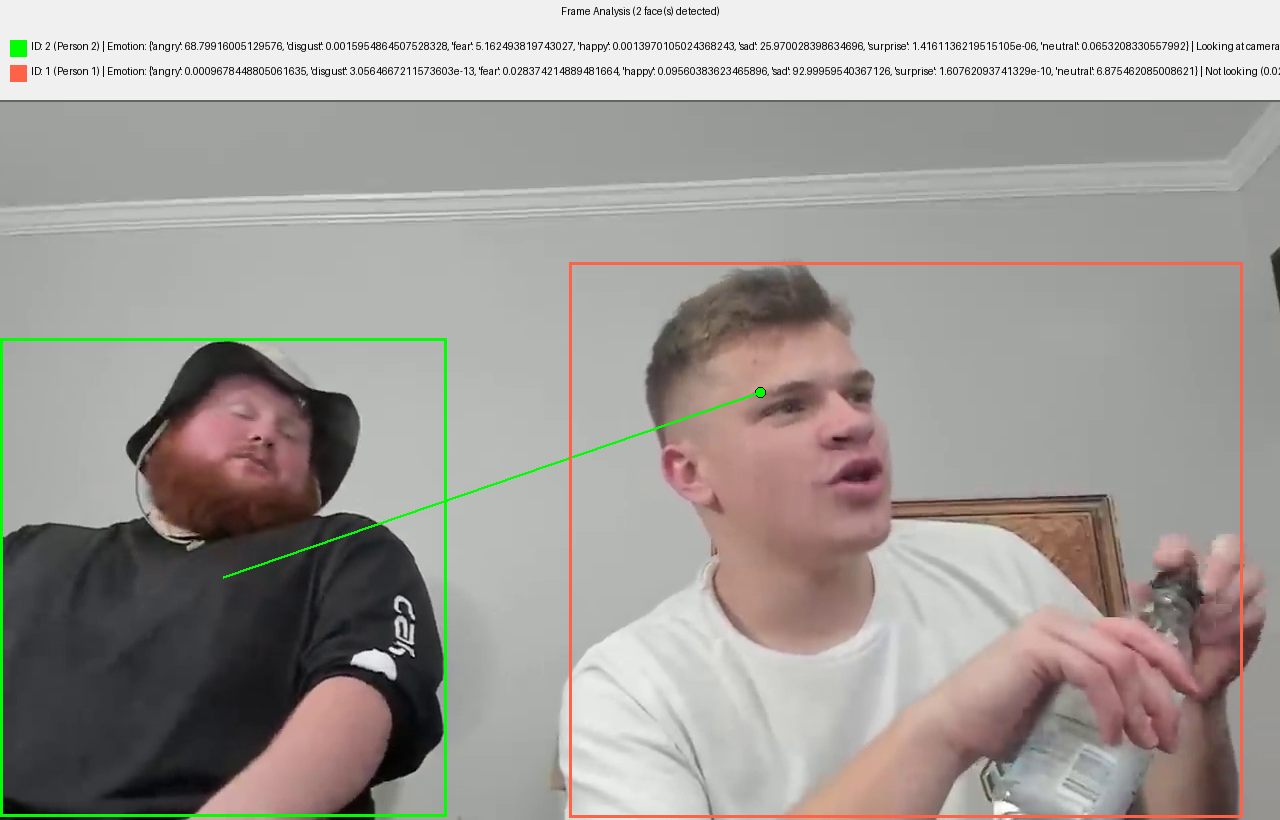 Frame Analysis (2 face(s) detected)
ID: 2 (Person 2) | Emotion: {'angry': 68.79916005129576, 'disgust': 0.0015954864507528328, 'fear': 5.162493819743027, 'happy': 0.0013970105024368243, 'sad': 25.970028398634696, 'surprise': 1.4161136219515105e-06, 'neutral': 0.0653208330557992} | Looking at camera
ID: 1 (Person 1) | Emotion: {'angry': 0.0009678448805061635, 'disgust': 3.0564667211573603e-13, 'fear': 0.028374214889481664, 'happy': 0.09560383623465896, 'sad': 92.99959540367126, 'surprise': 1.60762093741329e-10, 'neutral': 6.875462085008621} | Not looking (0.02